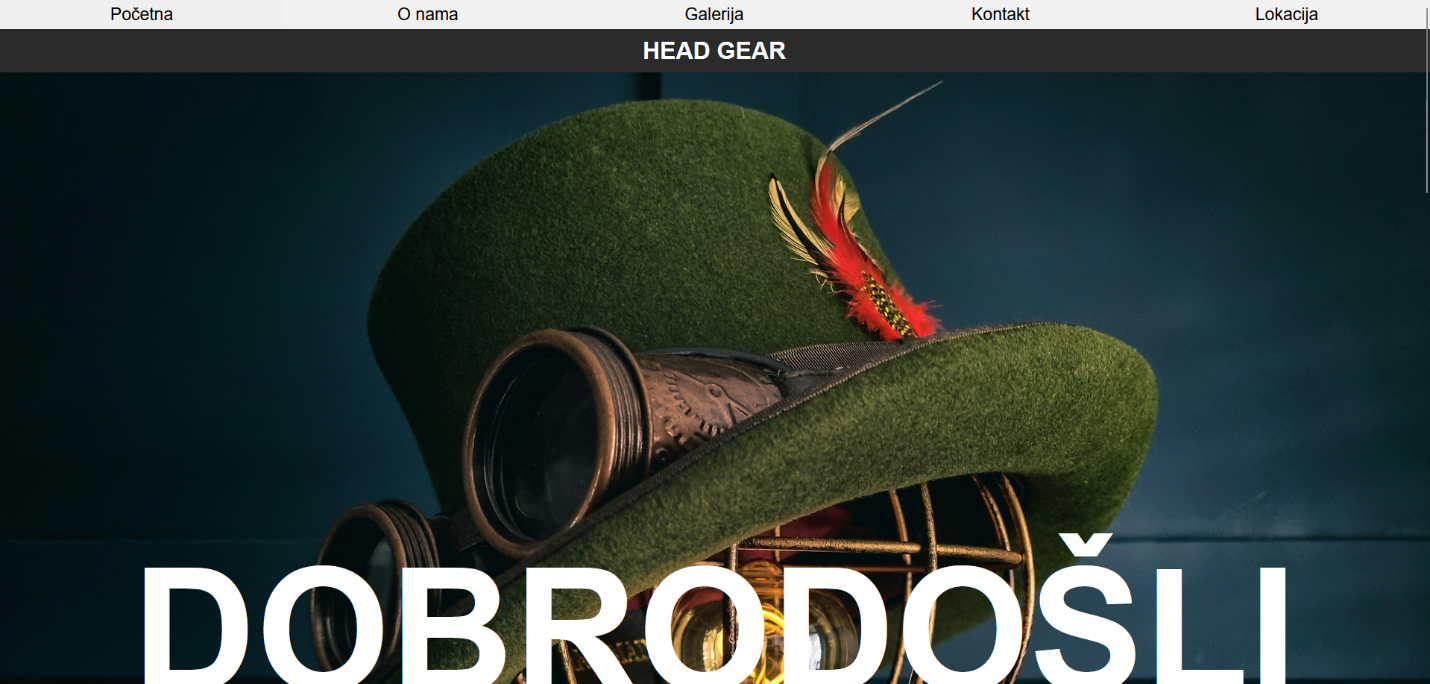 Početna
O nama
Galerija
Kontakt
Lokacija
HEAD GEAR
DOBRODOŠLI